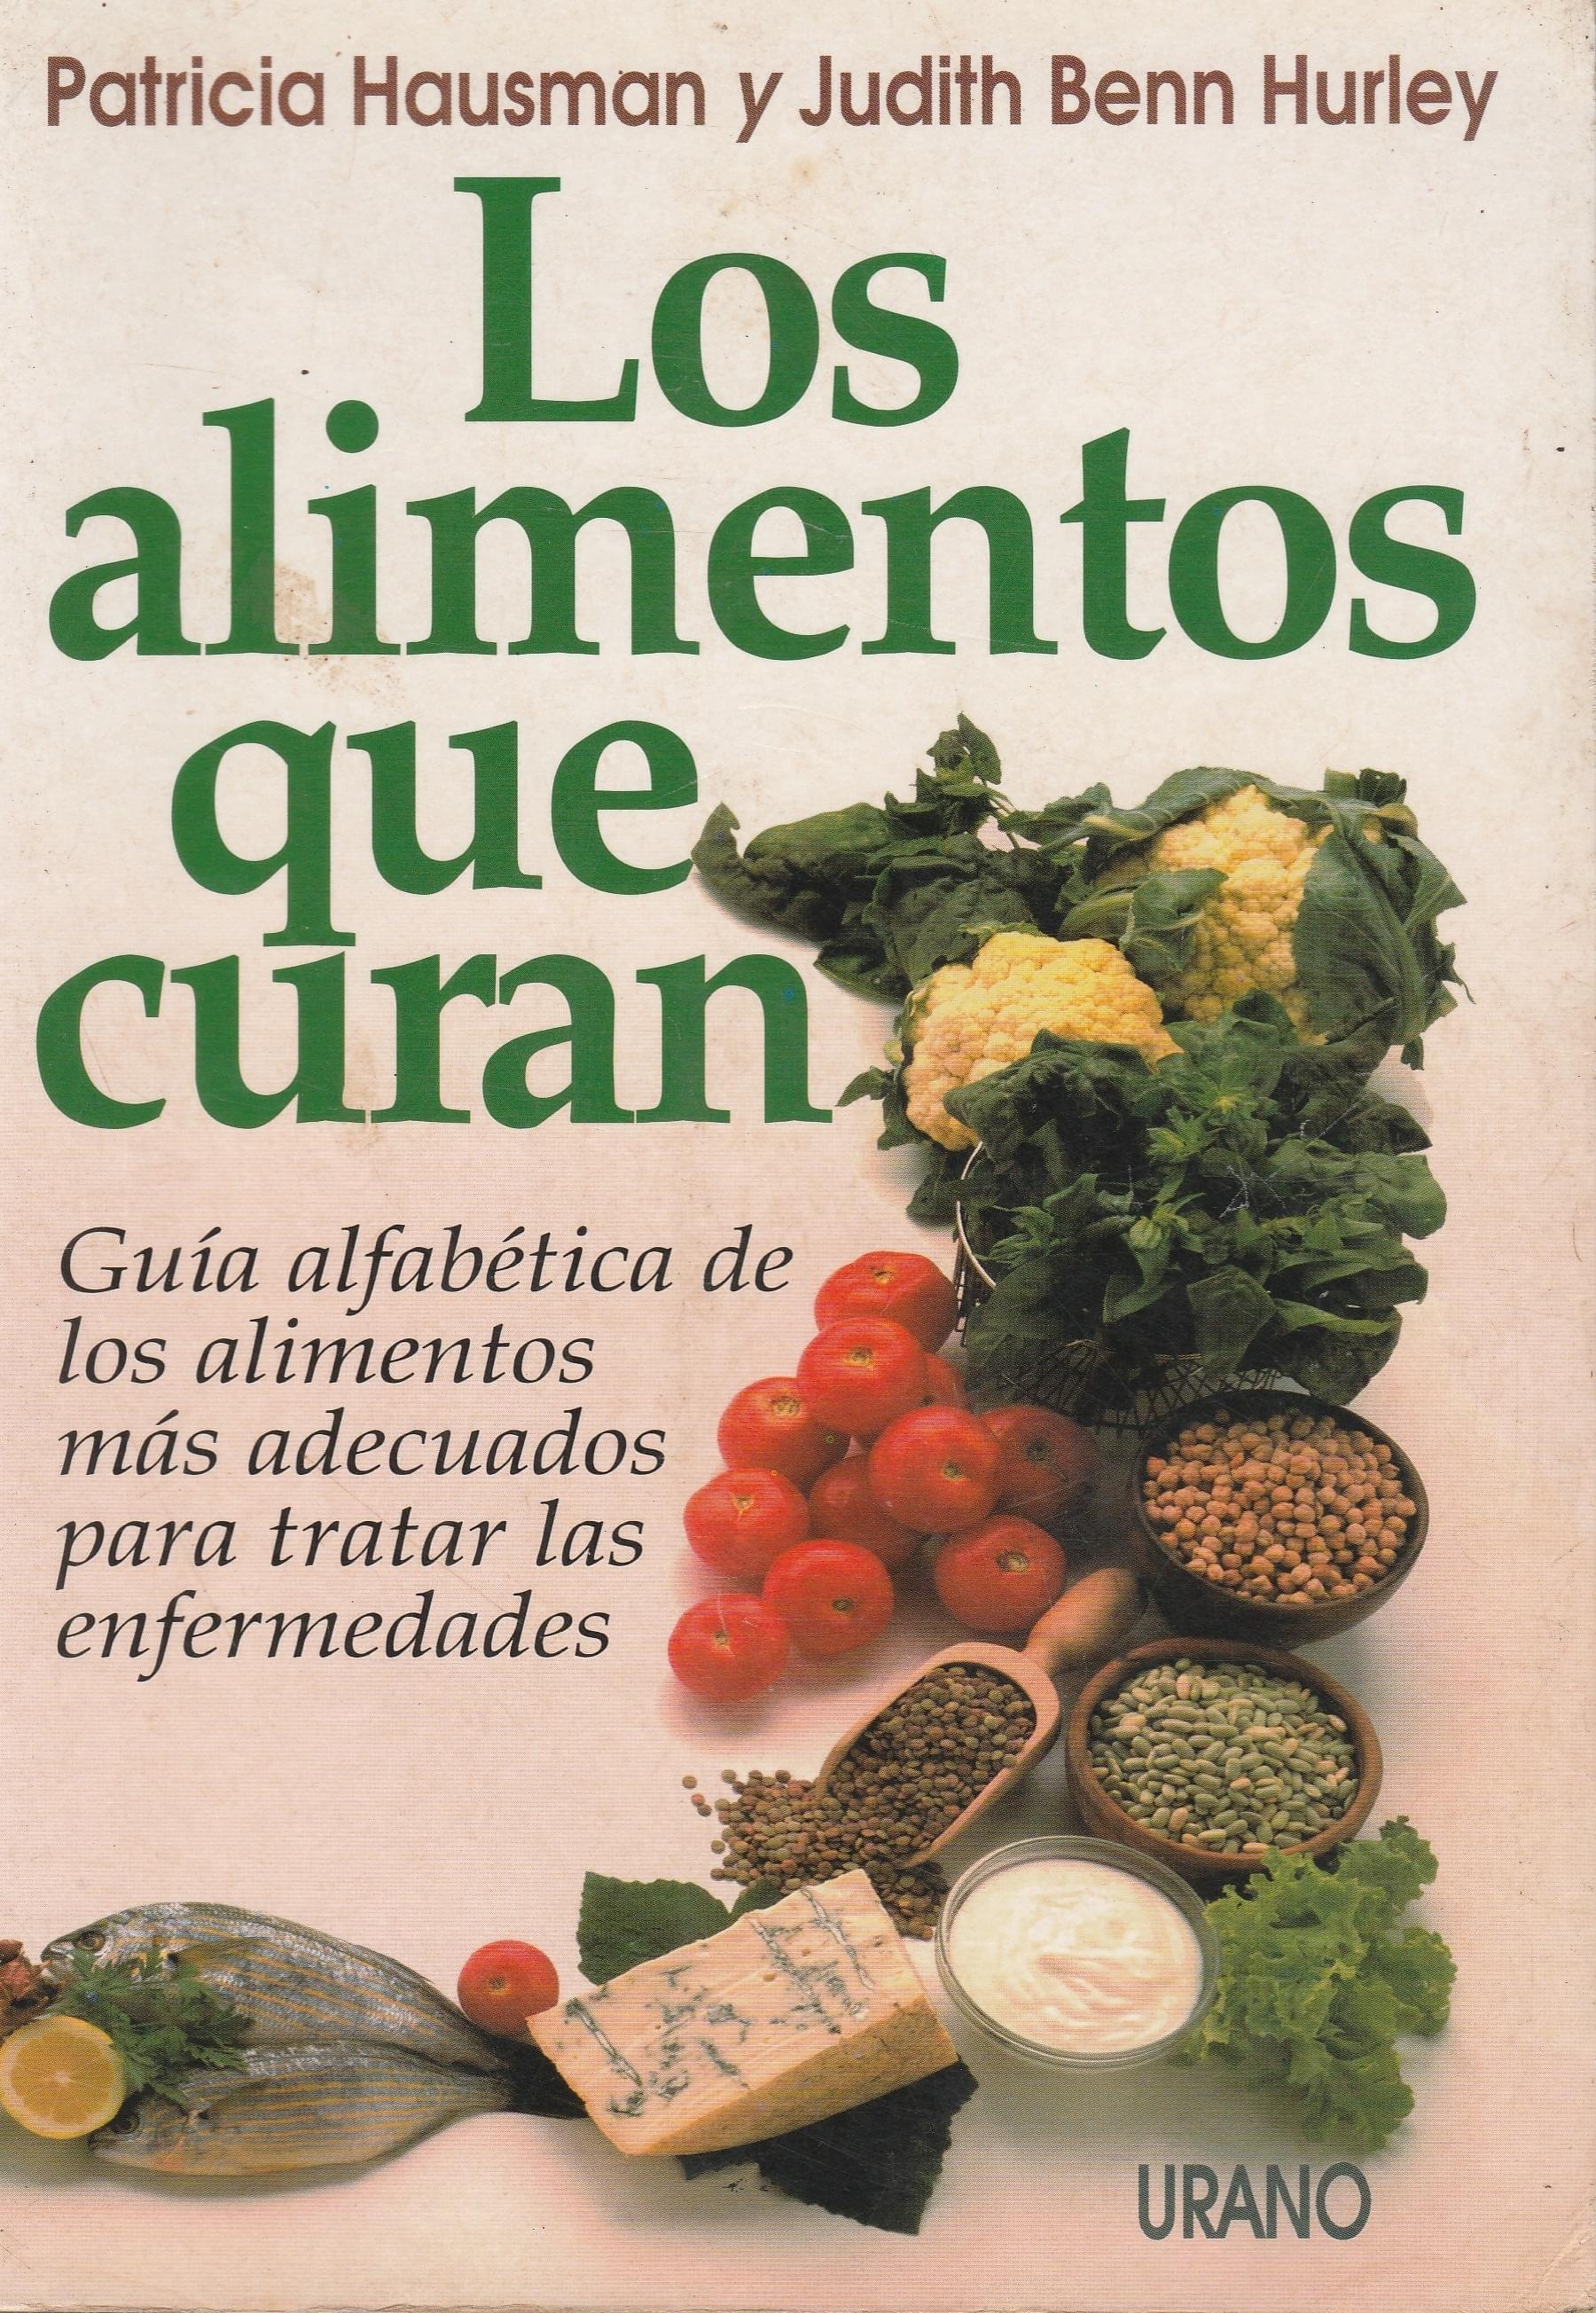 Patricia Hausman y Judith Benn Hurley
Los
alimentos
que
curan
Guía alfabética de
los alimentos
más adecuados
para tratar las
enfermedades
URANO